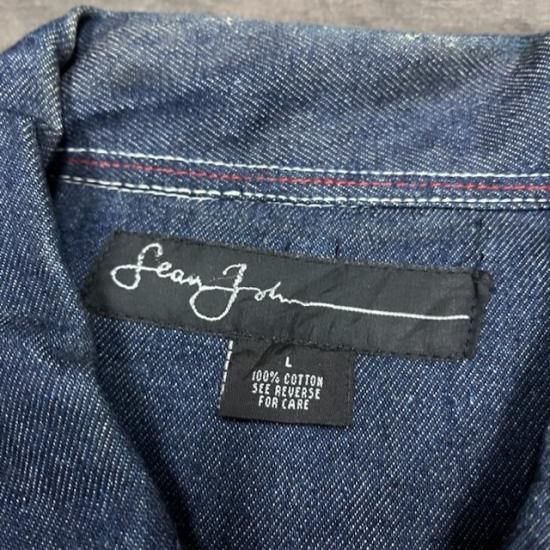 Sean John
L
100% COTTON
SEE REVERSE
FOR CARE